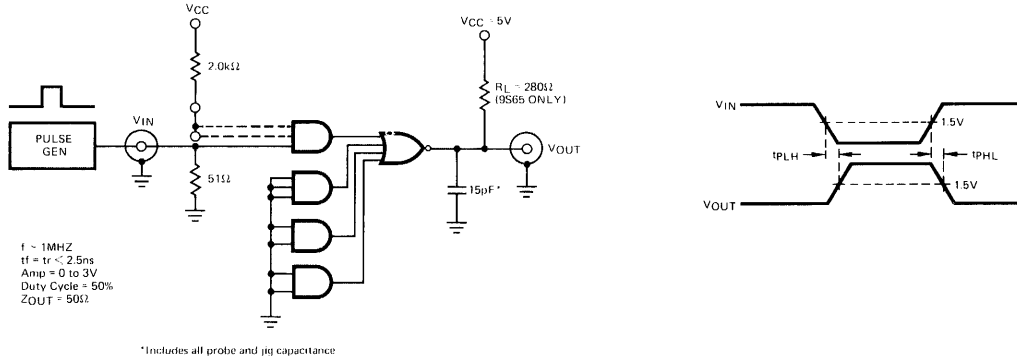 VCC
2.0kΩ
VCC = 5V
RL = 280Ω
(9S65 ONLY)
PULSE
GEN
VIN
51Ω
15pF*
VOUT
f ~ 1MHZ
tf = tr < 2.5ns
Amp = 0 to 3V
Duty Cycle = 50%
ZOUT = 50Ω
*Includes all probe and jig capacitance
VIN
1.5V
tPLH
tPHL
1.5V
VOUT